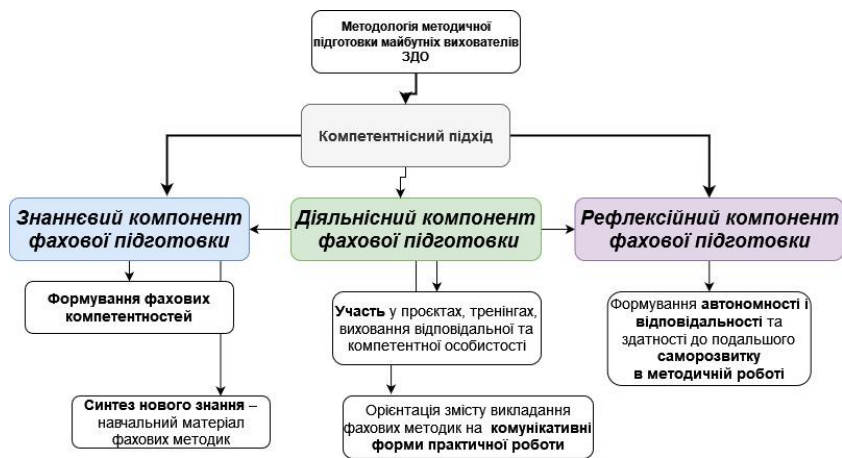 Методологія методичної
підготовки майбутніх вихователів
ЗДО
Компетентнісний підхід
Знаннєвий компонент
фахової підготовки
Діяльнісний компонент
фахової підготовки
Рефлексійний компонент
фахової підготовки
Формування фахових
компетентностей
Участь у проєктах, тренінгах,
виховання відповідальної та
компетентної особистості
Формування автономності і
відповідальності та
здатності до подальшого
саморозвитку
в методичній роботі
Синтез нового знання –
навчальний матеріал
фахових методик
Орієнтація змісту викладання
фахових методик на комунікативні
форми практичної роботи